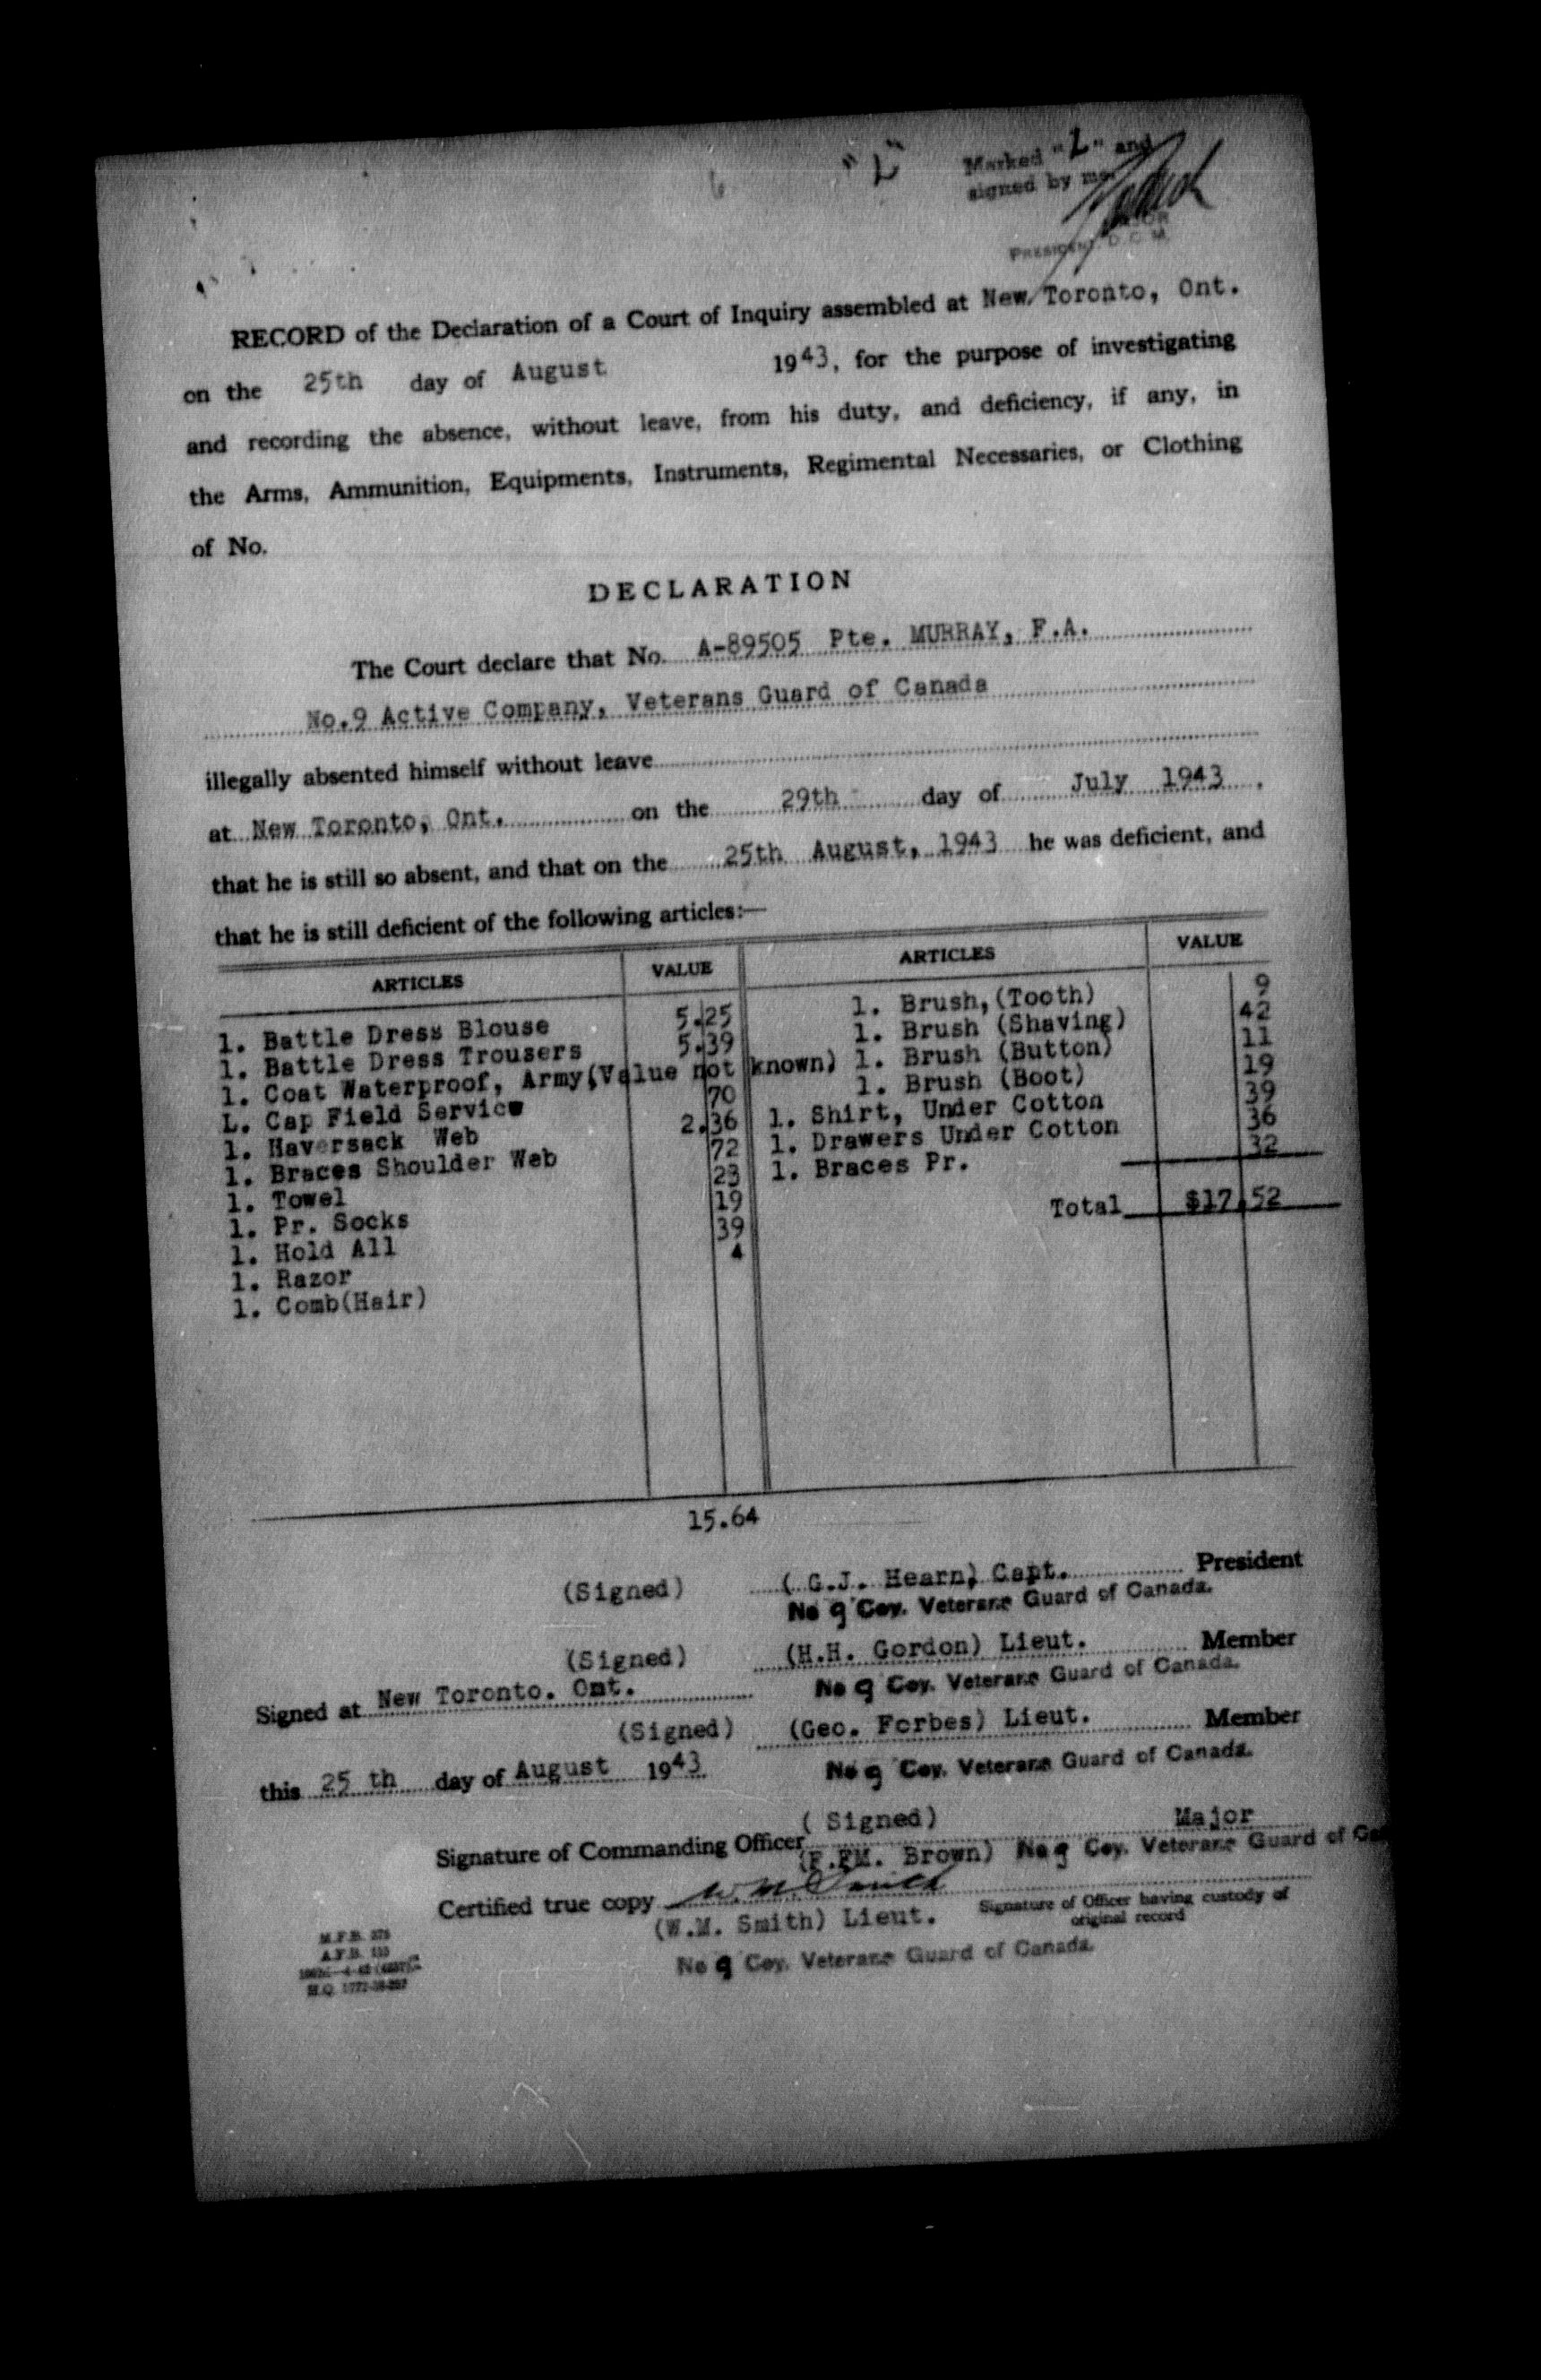 "L"
Marked "L" and
signed by me.
MAJOR
PRESIDENT. D. C. M.
RECORD of the Declaration of a Court of Inquiry assembled at New Toronto, Ont.
on the 25th day of August 1943, for the purpose of investigating
and recording the absence, without leave, from his duty, and deficiency, if any, in
the Arms, Ammunition, Equipments, Instruments, Regimental Necessaries, or Clothing
of No.
DECLARATION
The Court declare that No. A-89505 Pte. MURRAY, F.A.
No.9 Active Company, Veterans Guard of Canada
illegally absented himself without leave
at New Toronto, Ont. on the 29th day of July 1943.
that he is still so absent, and that on the 25th August, 1943 he was deficient, and
that he is still deficient of the following articles:—
ARTICLES VALUE ARTICLES VALUE
1. Battle Dress Blouse 5.25 1. Brush, (Tooth) 9
1. Battle Dress Trousers 5.39 1. Brush (Shaving) 42
1. Coat Waterproof, Army(Value not known) 1. Brush (Button) 11
L. Cap Field Service 70 1. Brush (Boot) 19
1. Haversack Web 2.36 1. Shirt, Under Cotton 39
1. Braces Shoulder Web 72 1. Drawers Under Cotton 36
1. Towel 23 1. Braces Pr. 32
1. Pr. Socks 19 Total $17.52
1. Hold All 39
1. Razor 4
1. Comb(Hair)
15.64
(Signed) ( G.J. Hearn) Capt. President
No 9 Coy. Veterans Guard of Canada.
(Signed) (H.H. Gordon) Lieut. Member
No 9 Coy. Veterans Guard of Canada.
Signed at New Toronto. Ont.
(Signed) (Geo. Forbes) Lieut. Member
No 9 Coy. Veterans Guard of Canada.
this 25 th day of August 1943
( Signed) Major
Signature of Commanding Officer
(F.FM. Brown) No 9 Coy. Veterans Guard of Ca
Certified true copy W. M. Smith
(W.M. Smith) Lieut. Signature of Officer having custody of
original record
No 9 Coy. Veterans Guard of Canada.
M.F.B. 275
A.F.B. 115
H.Q. 1772-39-297